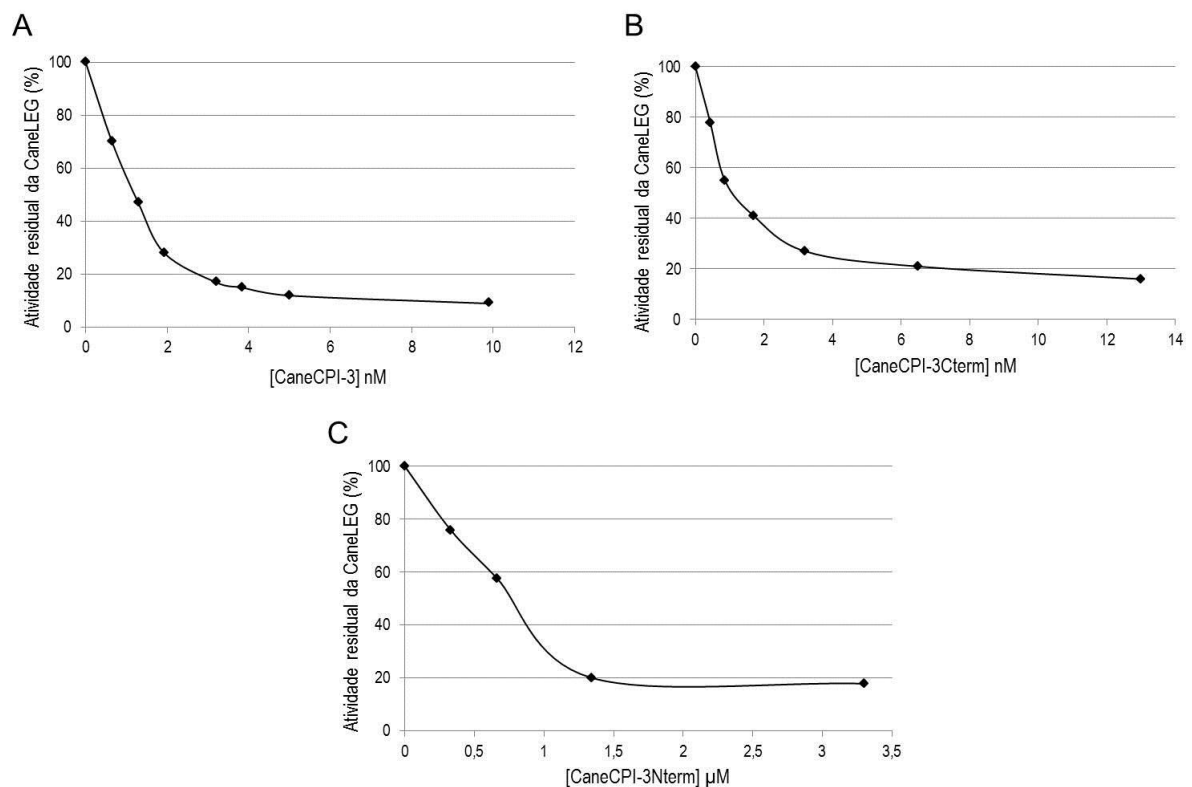 A
Atividade residual da CaneLEG (%)
100
80
60
40
20
0
0 2 4 6 8 10 12
[CaneCPI-3] nM
B
Atividade residual da CaneLEG (%)
100
80
60
40
20
0
0 2 4 6 8 10 12 14
[CaneCPI-3Cterm] nM
C
Atividade residual da CaneLEG (%)
100
80
60
40
20
0
0 0,5 1 1,5 2 2,5 3 3,5
[CaneCPI-3Nterm] µM